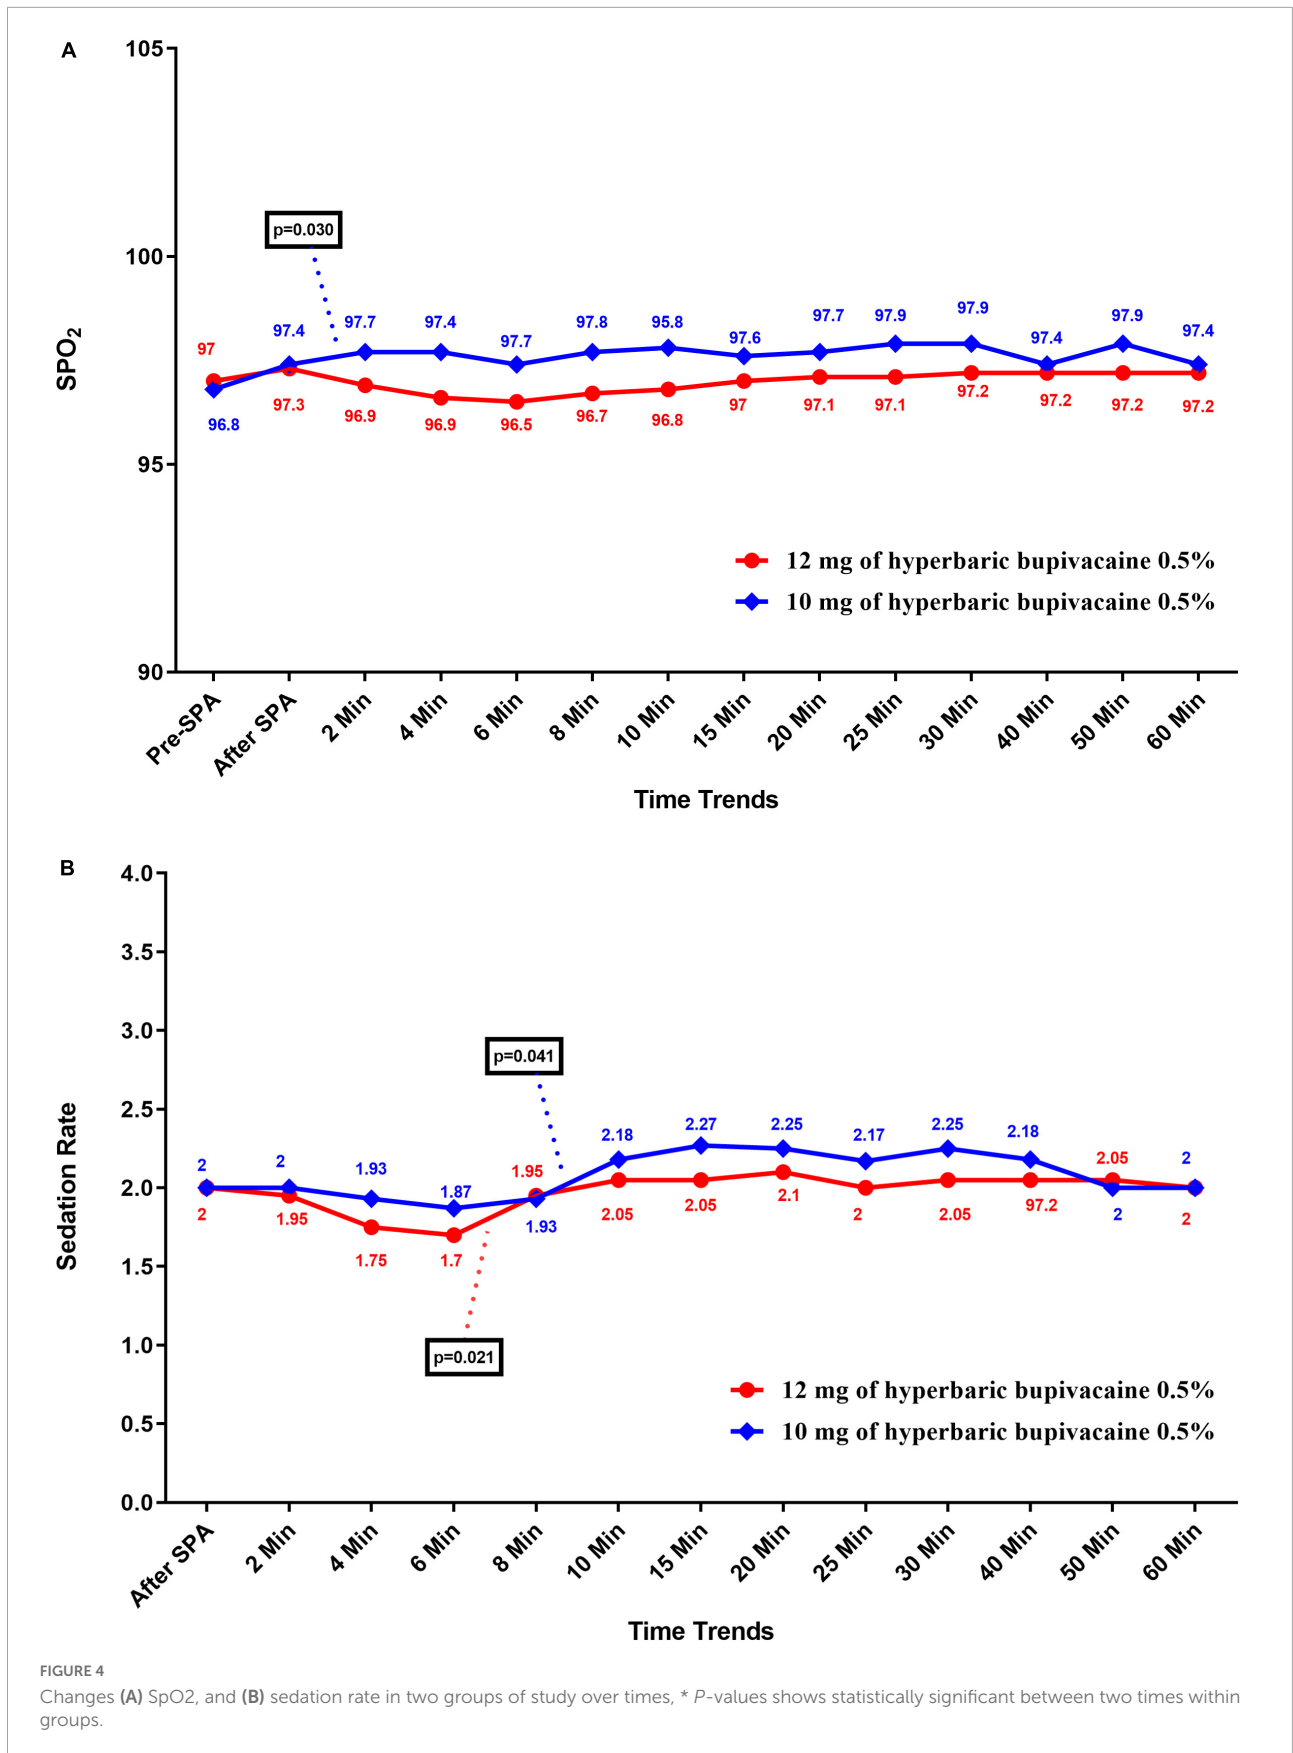 A
105
100
95
90
SPO2
p=0.030
97
97.4
97.7
97.4
97.7
97.8
95.8
97.6
97.7
97.9
97.9
97.4
97.9
97.4
96.8
97.3
96.9
96.9
96.5
96.7
96.8
97
97.1
97.1
97.2
97.2
97.2
97.2
12 mg of hyperbaric bupivacaine 0.5%
10 mg of hyperbaric bupivacaine 0.5%
Pre-SPA
After SPA
2 Min
4 Min
6 Min
8 Min
10 Min
15 Min
20 Min
25 Min
30 Min
40 Min
50 Min
60 Min
Time Trends
B
4.0
3.5
3.0
2.5
2.0
1.5
1.0
0.5
0.0
Sedation Rate
p=0.041
2
2
1.93
1.87
1.95
2.18
2.27
2.25
2.17
2.25
2.18
2.05
2
2
1.95
1.75
1.7
1.93
2.05
2.05
2.1
2
2.05
97.2
2
2
p=0.021
12 mg of hyperbaric bupivacaine 0.5%
10 mg of hyperbaric bupivacaine 0.5%
After SPA
2 Min
4 Min
6 Min
8 Min
10 Min
15 Min
20 Min
25 Min
30 Min
40 Min
50 Min
60 Min
Time Trends
FIGURE 4
Changes (A) SpO2, and (B) sedation rate in two groups of study over times, * P-values shows statistically significant between two times within
groups.